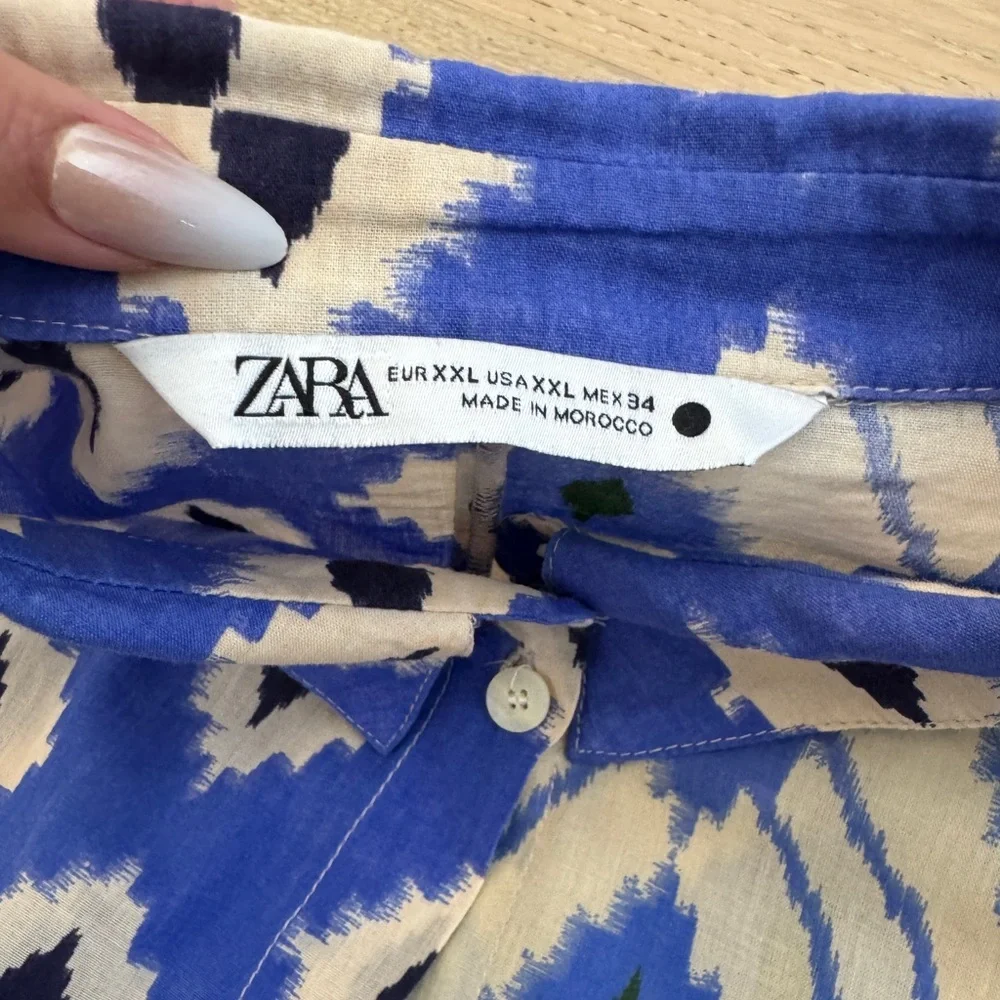 ZARA EUR XXL USA XXL MEX 34
MADE IN MOROCCO